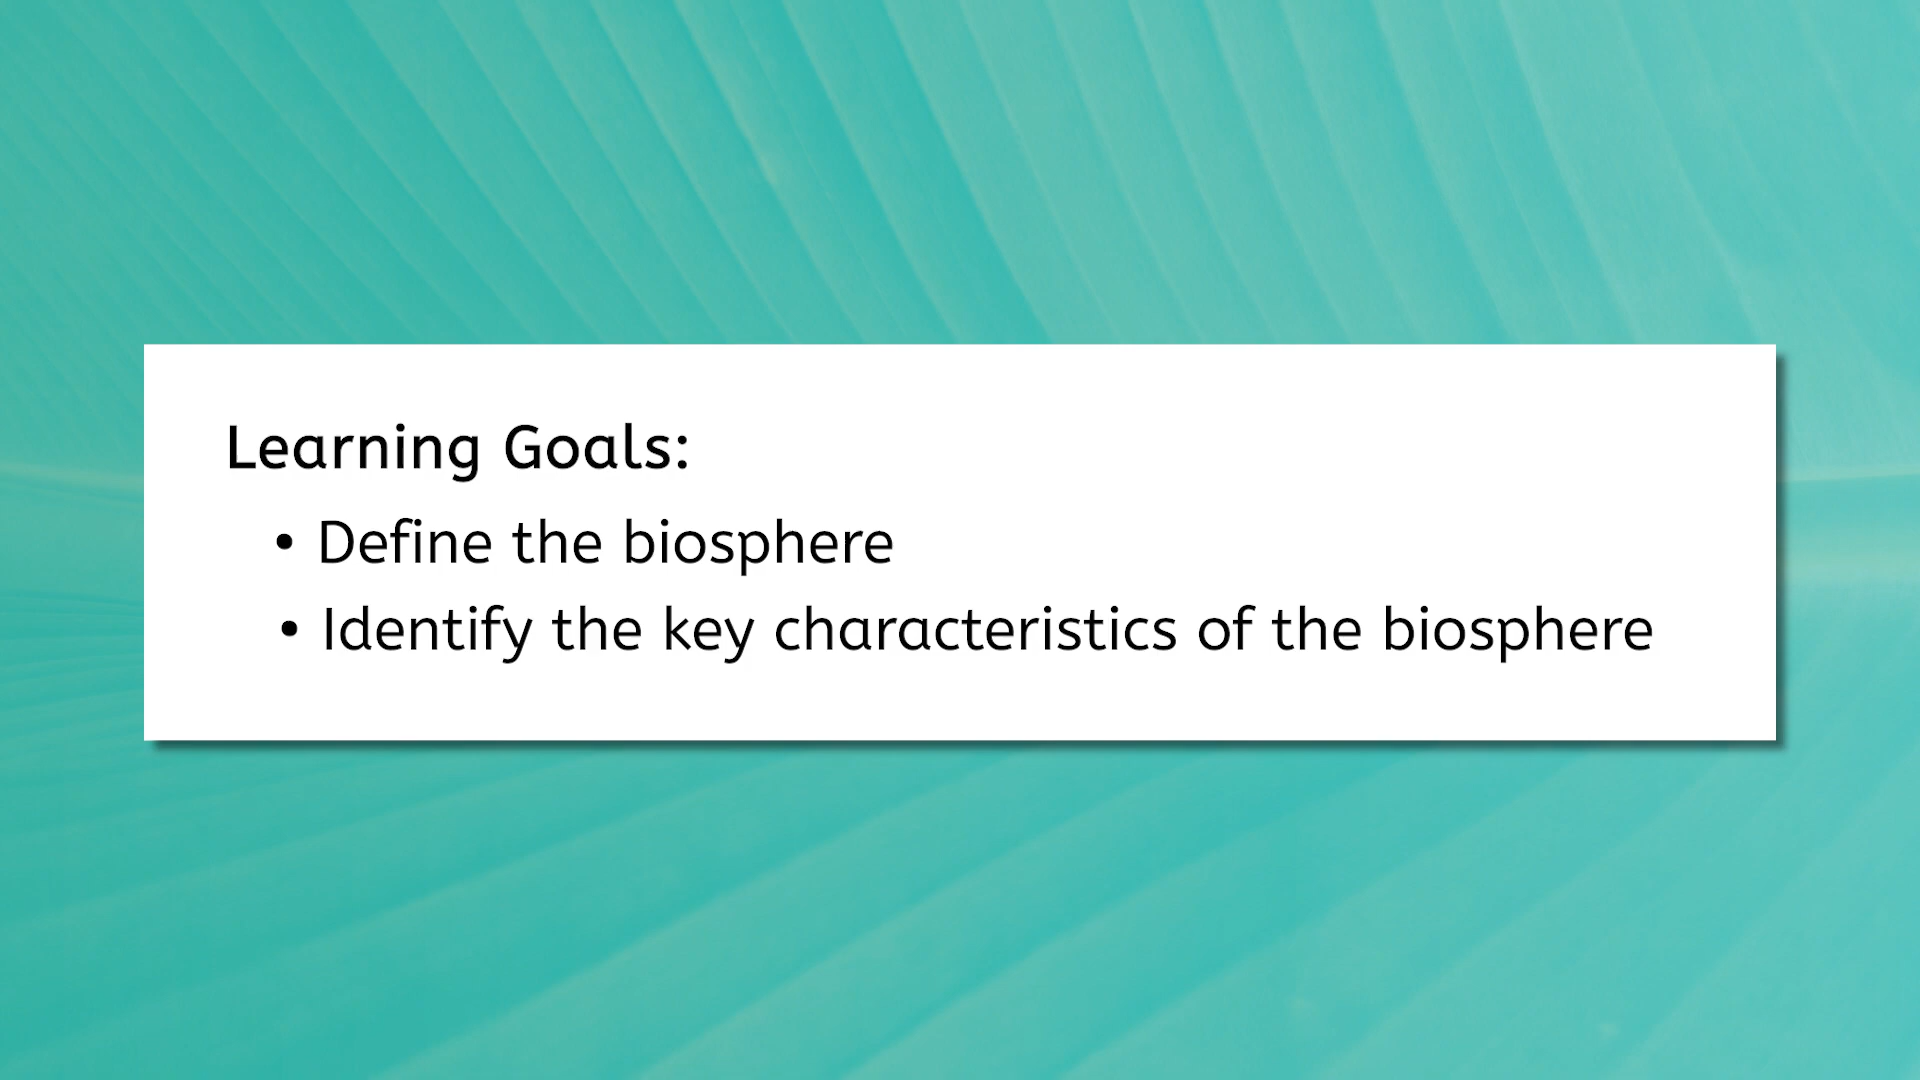 Learning Goals:
• Define the biosphere
• Identify the key characteristics of the biosphere